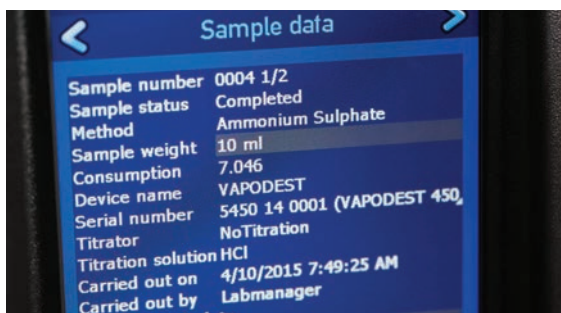 Sample data
Sample number 0004 1/2
Sample status Completed
Method Ammonium Sulphate
Sample weight 10 ml
Consumption 7.046
Device name VAPODEST
Serial number 5450 14 0001 (VAPODEST 450,
Titrator NoTitration
Titration solution HCl
Carried out on 4/10/2015 7:49:25 AM
Carried out by Labmanager